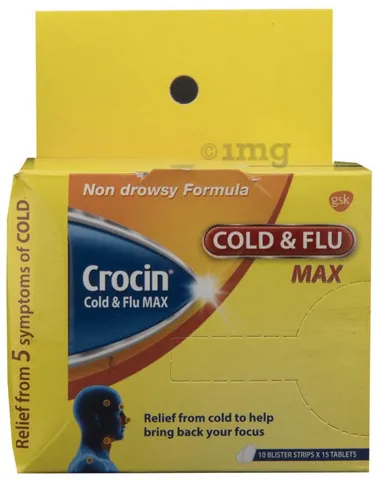 ©1mg
Non drowsy Formula
gsk
COLD & FLU
MAX
Crocin®
Cold & Flu MAX
Relief from 5 symptoms of COLD
Relief from cold to help
bring back your focus
10 BLISTER STRIPS X 15 TABLETS